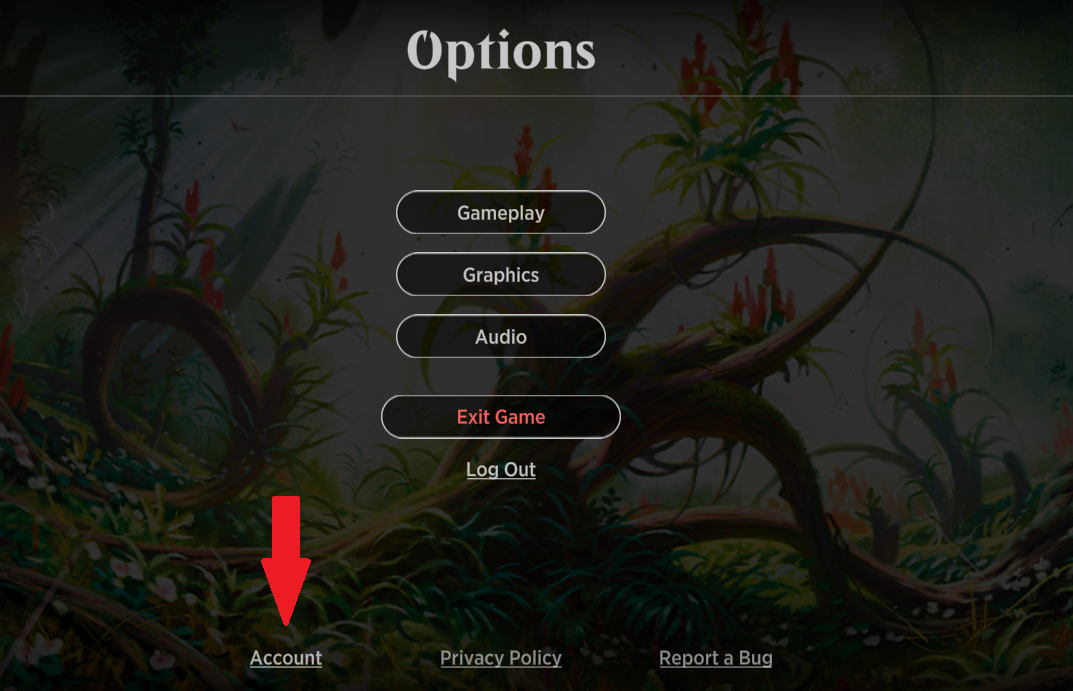 Options
Gameplay
Graphics
Audio
Exit Game
Log Out
Account
Privacy Policy
Report a Bug